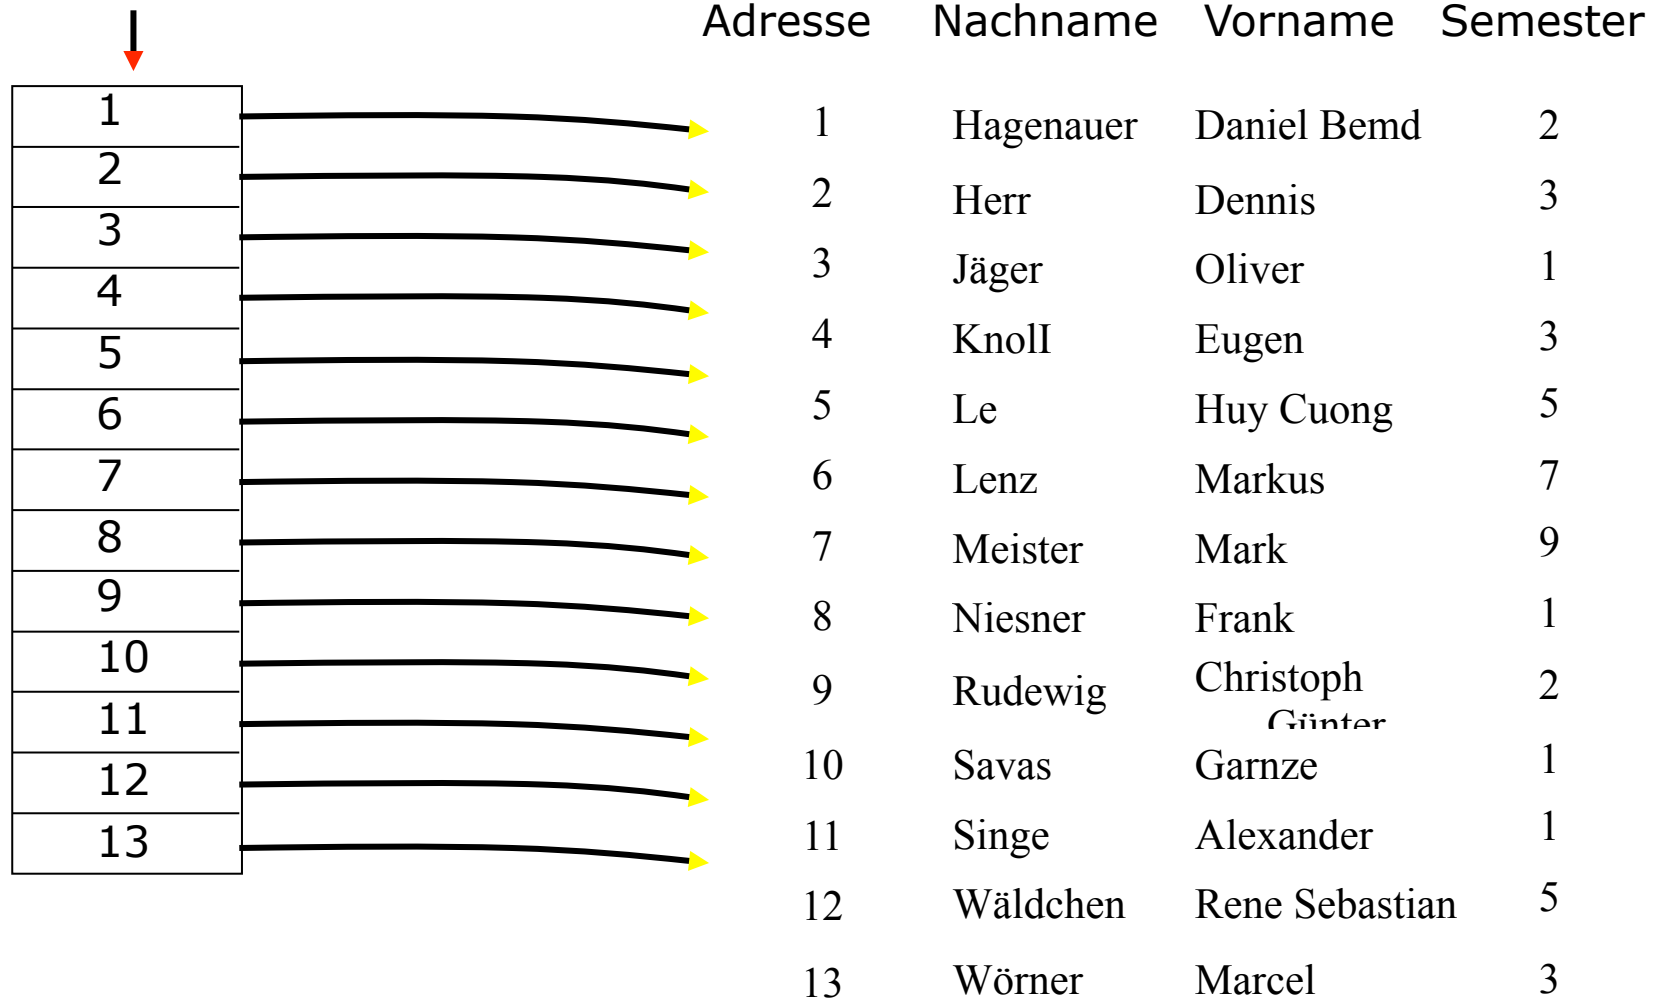 Adresse Nachname Vorname Semester
1
2
3
4
5
6
7
8
9
10
11
12
13
1 Hagenauer Daniel Bemd 2
2 Herr Dennis 3
3 Jäger Oliver 1
4 KnolI Eugen 3
5 Le Huy Cuong 5
6 Lenz Markus 7
7 Meister Mark 9
8 Niesner Frank 1
9 Rudewig Christoph 2
Günter
10 Savas Garnze 1
11 Singe Alexander 1
12 Wäldchen Rene Sebastian 5
13 Wörner Marcel 3